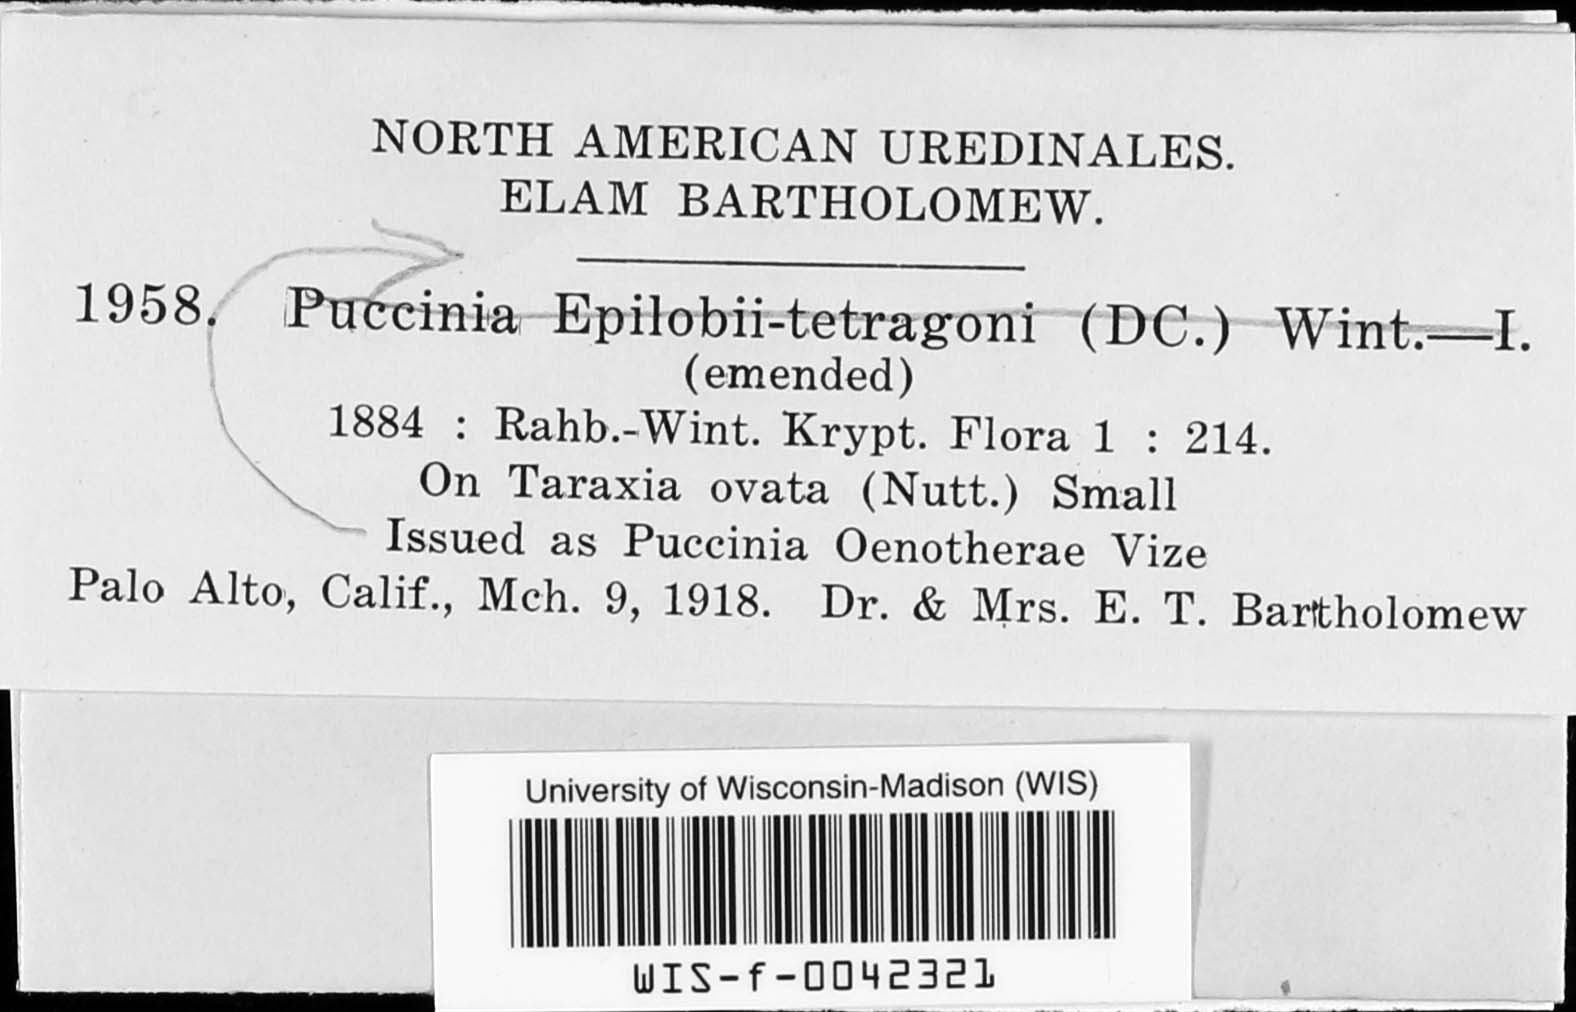 NORTH AMERICAN UREDINALES.
ELAM BARTHOLOMEW.
1958. Puccinia Epilobii-tetragoni (DC.) Wint.—I.
(emended)
1884 : Rahb.-Wint. Krypt. Flora 1 : 214.
On Taraxia ovata (Nutt.) Small
Issued as Puccinia Oenotherae Vize
Palo Alto, Calif., Mch. 9, 1918. Dr. & Mrs. E. T. Bartholomew
University of Wisconsin-Madison (WIS)
WIS-f-0042321